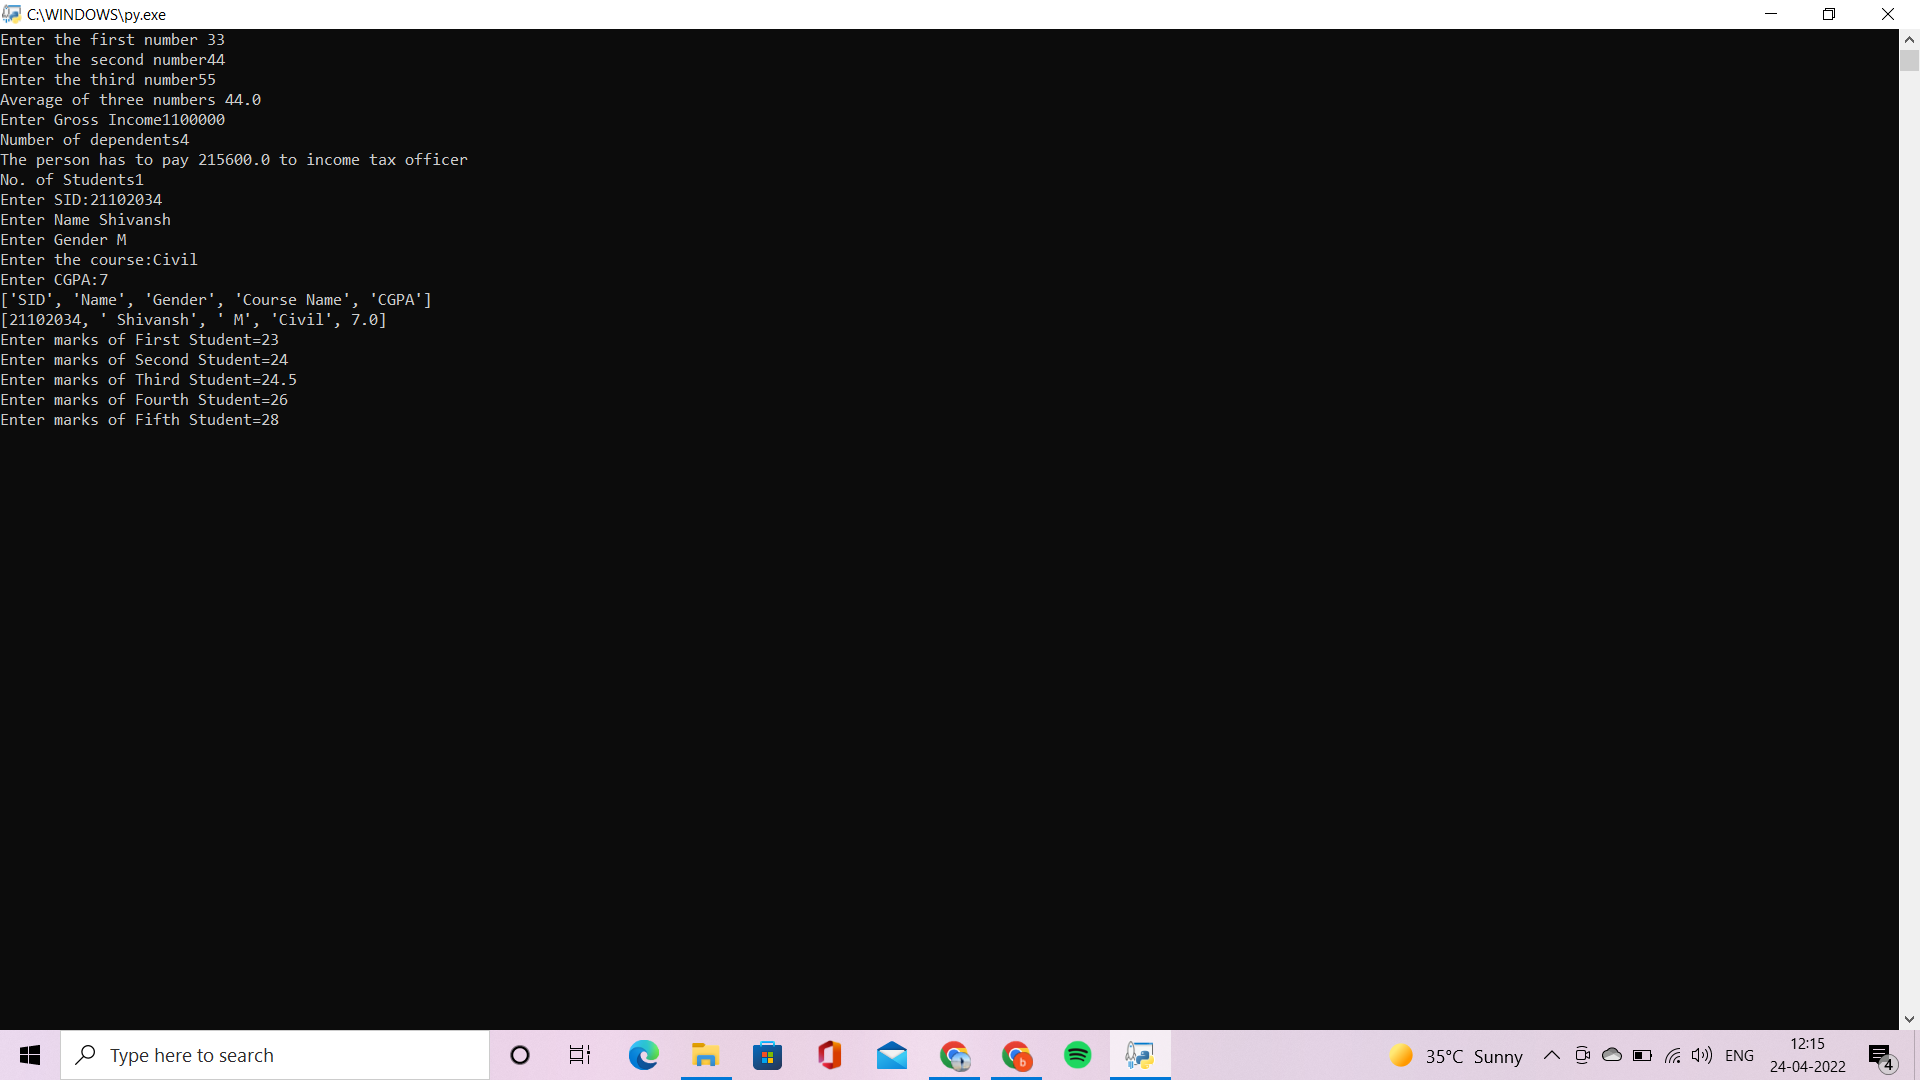 C:\WINDOWS\py.exe
Enter the first number 33
Enter the second number44
Enter the third number55
Average of three numbers 44.0
Enter Gross Income1100000
Number of dependents4
The person has to pay 215600.0 to income tax officer
No. of Students1
Enter SID:21102034
Enter Name Shivansh
Enter Gender M
Enter the course:Civil
Enter CGPA:7
['SID', 'Name', 'Gender', 'Course Name', 'CGPA']
[21102034, ' Shivansh', ' M', 'Civil', 7.0]
Enter marks of First Student=23
Enter marks of Second Student=24
Enter marks of Third Student=24.5
Enter marks of Fourth Student=26
Enter marks of Fifth Student=28
Type here to search
b
35°C Sunny
ENG
12:15
24-04-2022
4